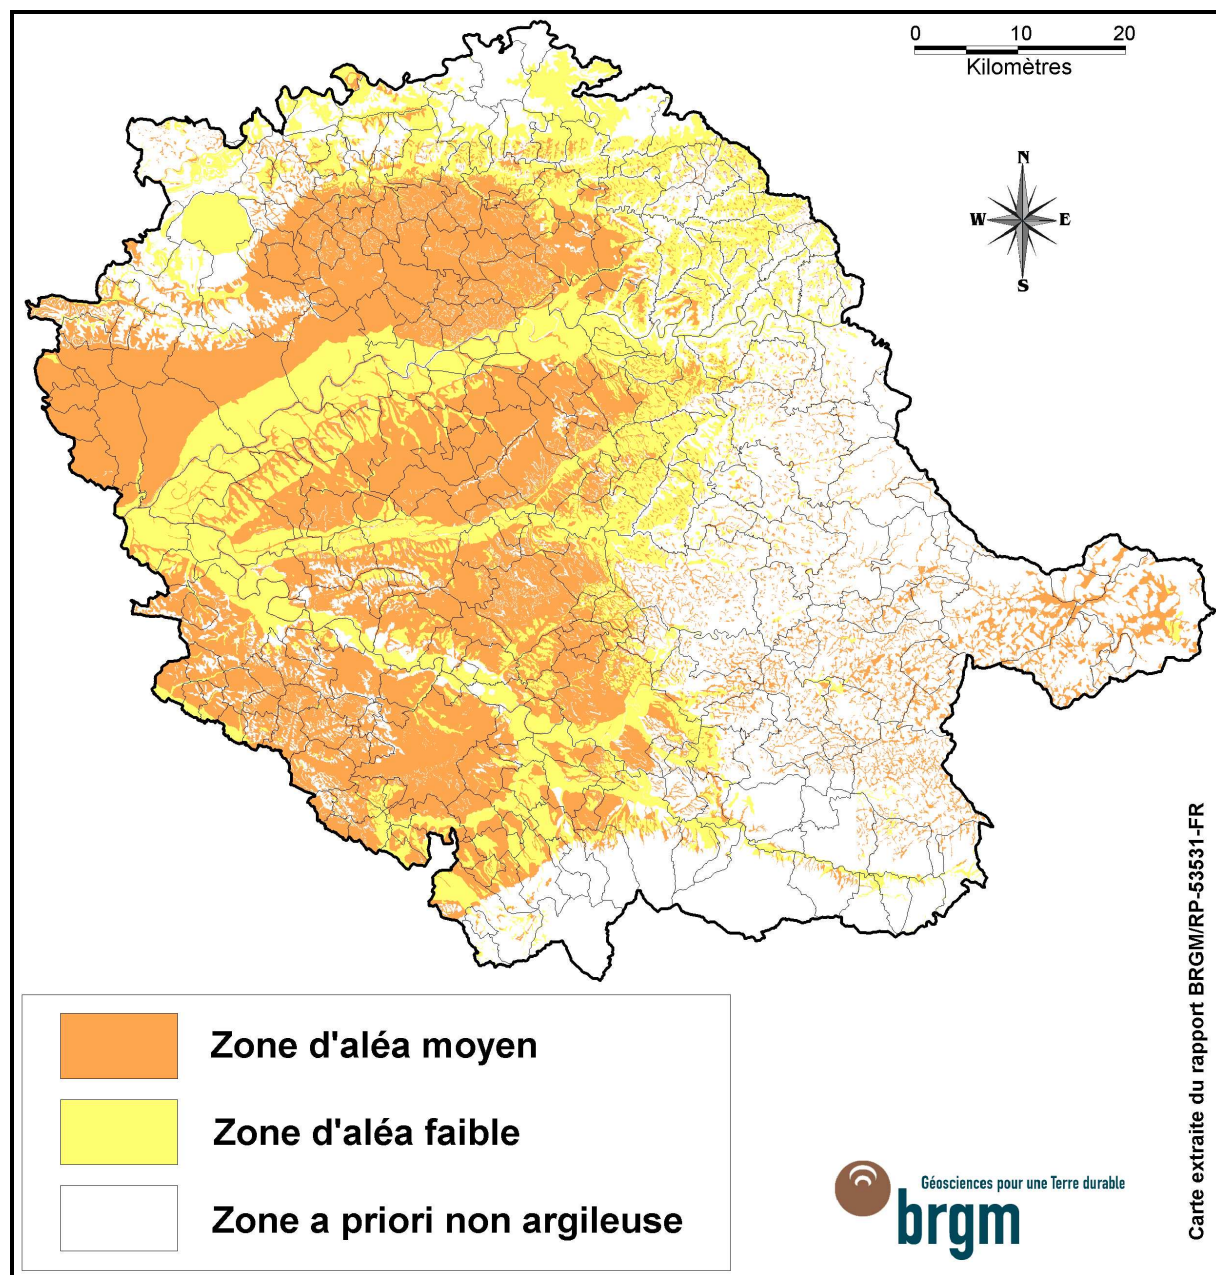 0 10 20
Kilomètres
N
W E
S
Zone d'aléa moyen
Zone d'aléa faible
Zone a priori non argileuse
Géosciences pour une Terre durable
brgm
Carte extraite du rapport BRGM/RP-53531-FR